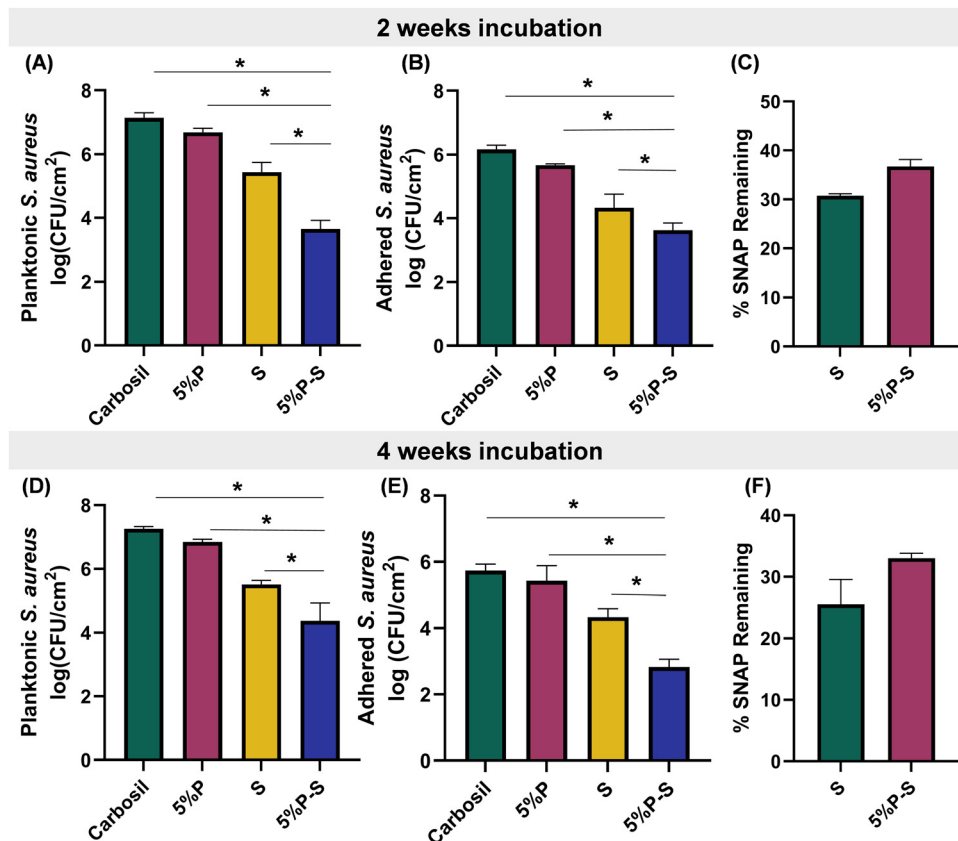 2 weeks incubation
(A)
Planktonic S. aureus
log(CFU/cm²)
8
6
4
2
0
*
*
*
Carbosil
5%P
S
5%P-S
(B)
Adhered S. aureus
log (CFU/cm²)
8
6
4
2
0
*
*
*
Carbosil
5%P
S
5%P-S
(C)
% SNAP Remaining
50
40
30
20
10
0
S
5%P-S
4 weeks incubation
(D)
Planktonic S. aureus
log(CFU/cm²)
8
6
4
2
0
*
*
*
Carbosil
5%P
S
5%P-S
(E)
Adhered S. aureus
log (CFU/cm²)
8
6
4
2
0
*
*
*
Carbosil
5%P
S
5%P-S
(F)
% SNAP Remaining
40
30
20
10
0
S
5%P-S